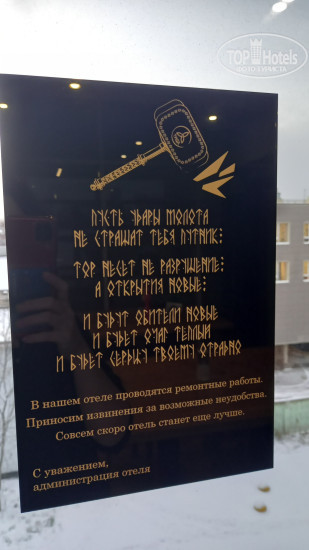 TOP Hotels
ПУСТЬ УДАРЫ МОЛОТА
НЕ СТРАШАТ ТЕБЯ ПУТНИК:
ТОР НЕСЕТ НЕ РАЗРУШЕНИЕ:
А ОТКРЫТИЯ НОВЫЕ:
И БУДУТ ОБИТЕЛИ НОВЫЕ
И БУДЕТ ОЧАГ ТЕПЛЫЙ
И БУДЕТ СЕРДЦУ ТВОЕМУ ОТРАДНО
В нашем отеле проводятся ремонтные работы.
Приносим извинения за возможные неудобства.
Совсем скоро отель станет еще лучше.
С уважением,
администрация отеля